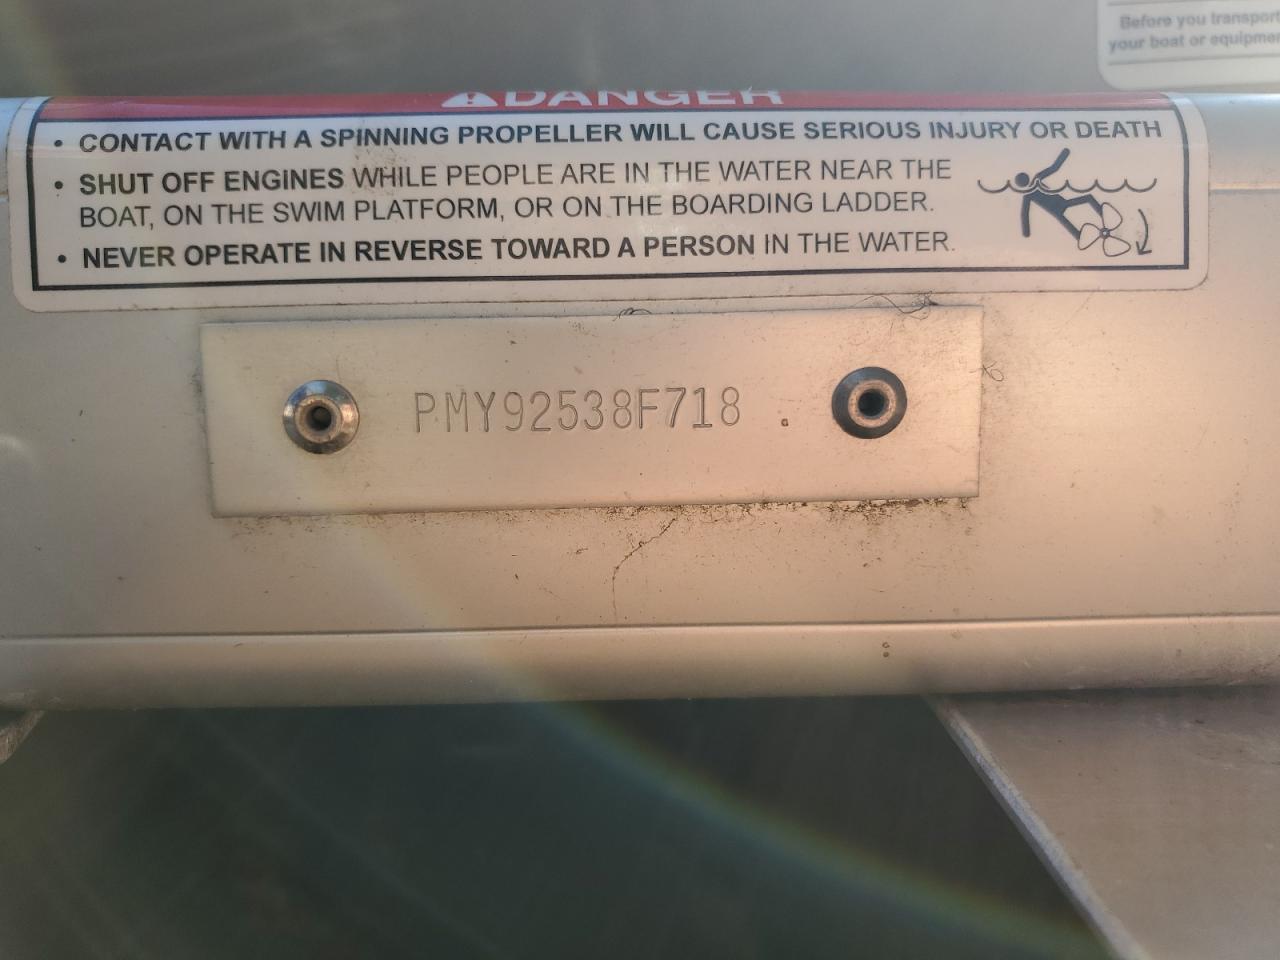 Before you transport
your boat or equipment
DANGER
• CONTACT WITH A SPINNING PROPELLER WILL CAUSE SERIOUS INJURY OR DEATH
• SHUT OFF ENGINES WHILE PEOPLE ARE IN THE WATER NEAR THE
BOAT, ON THE SWIM PLATFORM, OR ON THE BOARDING LADDER.
• NEVER OPERATE IN REVERSE TOWARD A PERSON IN THE WATER.
PMY92538F718